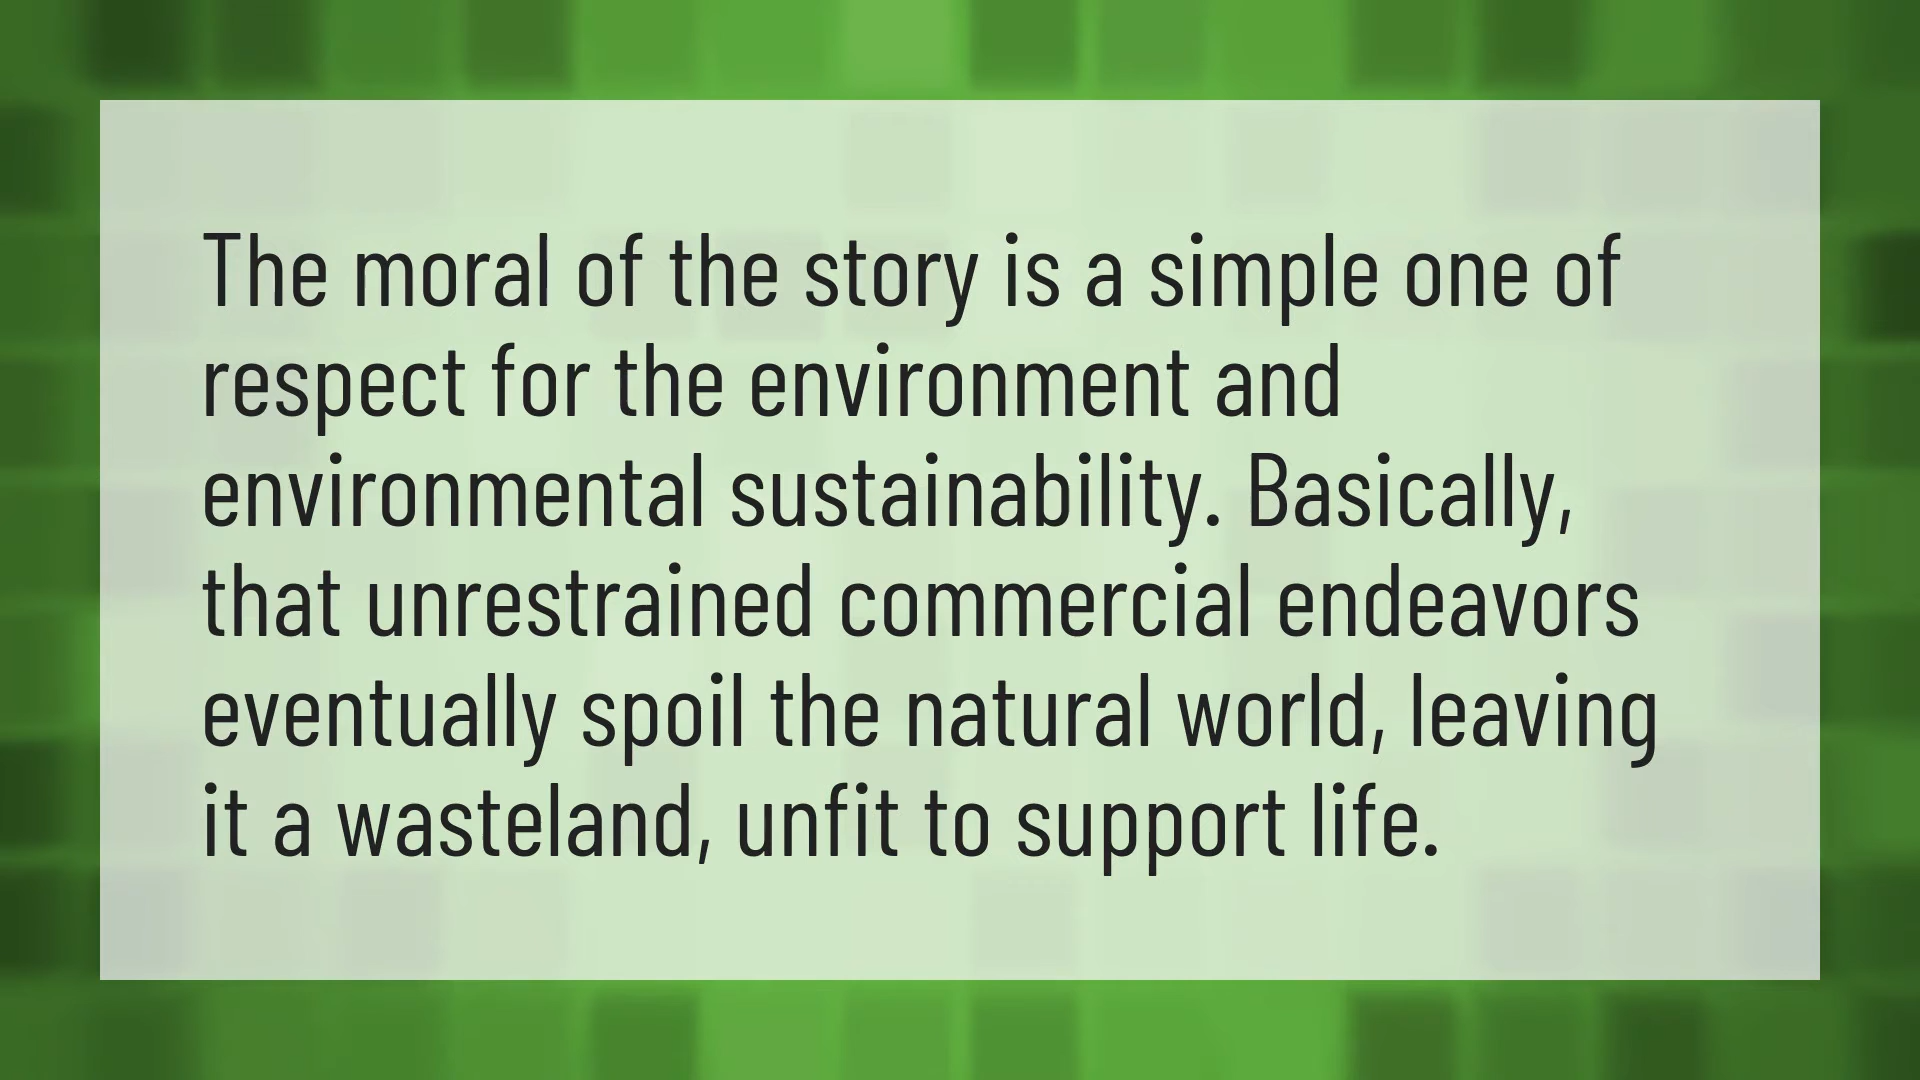 The moral of the story is a simple one of
respect for the environment and
environmental sustainability. Basically,
that unrestrained commercial endeavors
eventually spoil the natural world, leaving
it a wasteland, unfit to support life.